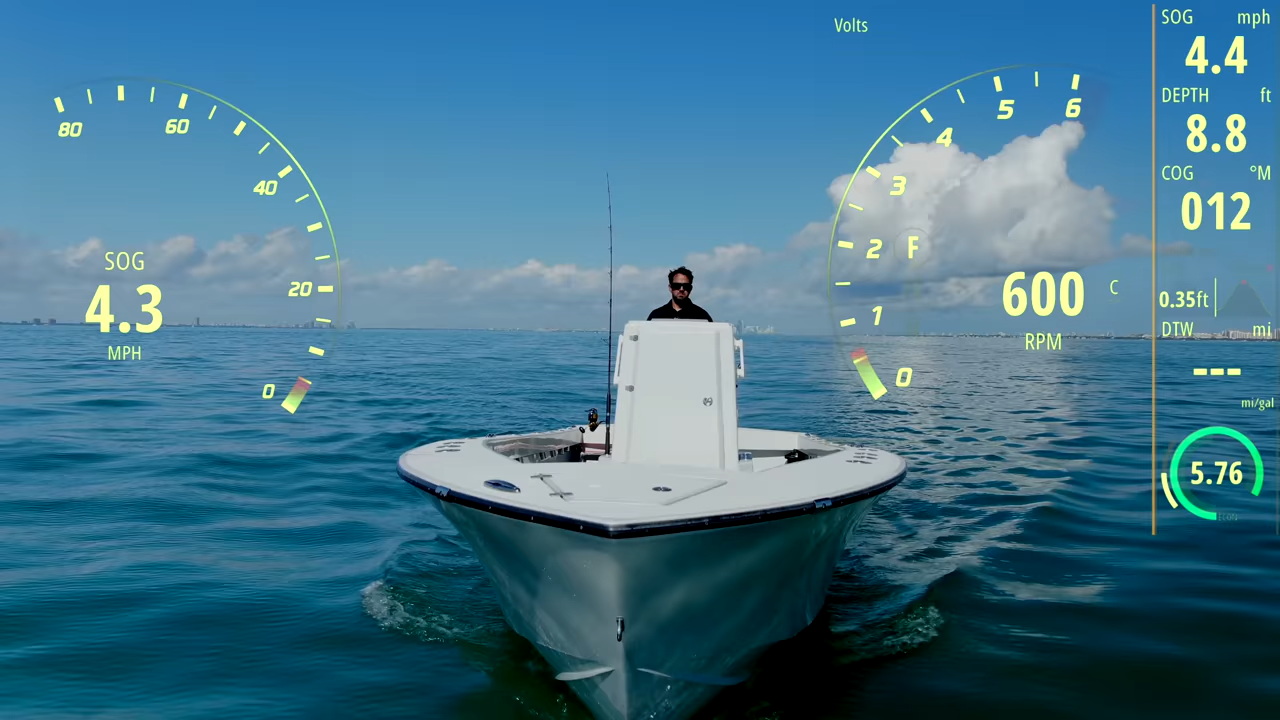 80
60
40
20
0
SOG
4.3
MPH
Volts
6
5
4
3
2
1
0
F
600
RPM
C
SOG mph
4.4
DEPTH ft
8.8
COG °M
012
0.35ft
DTW mi
---
mi/gal
5.76
ECON